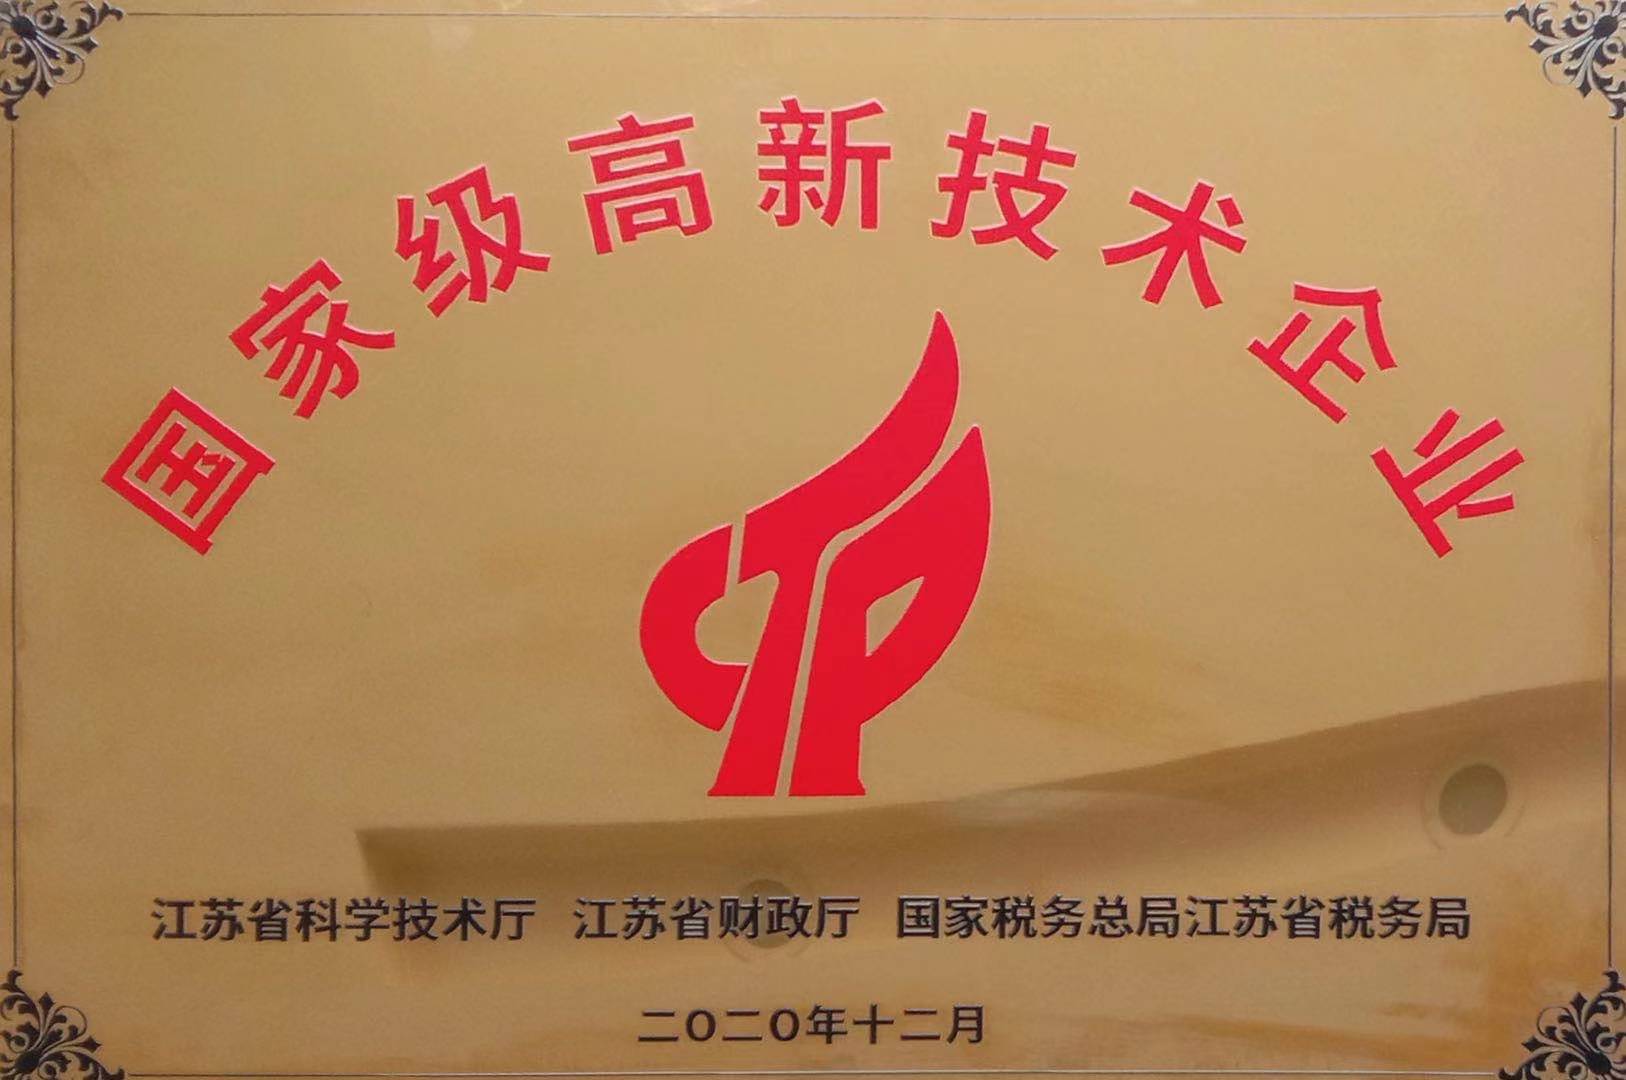 国家级高新技术企业
江苏省科学技术厅 江苏省财政厅 国家税务总局江苏省税务局
二〇二〇年十二月